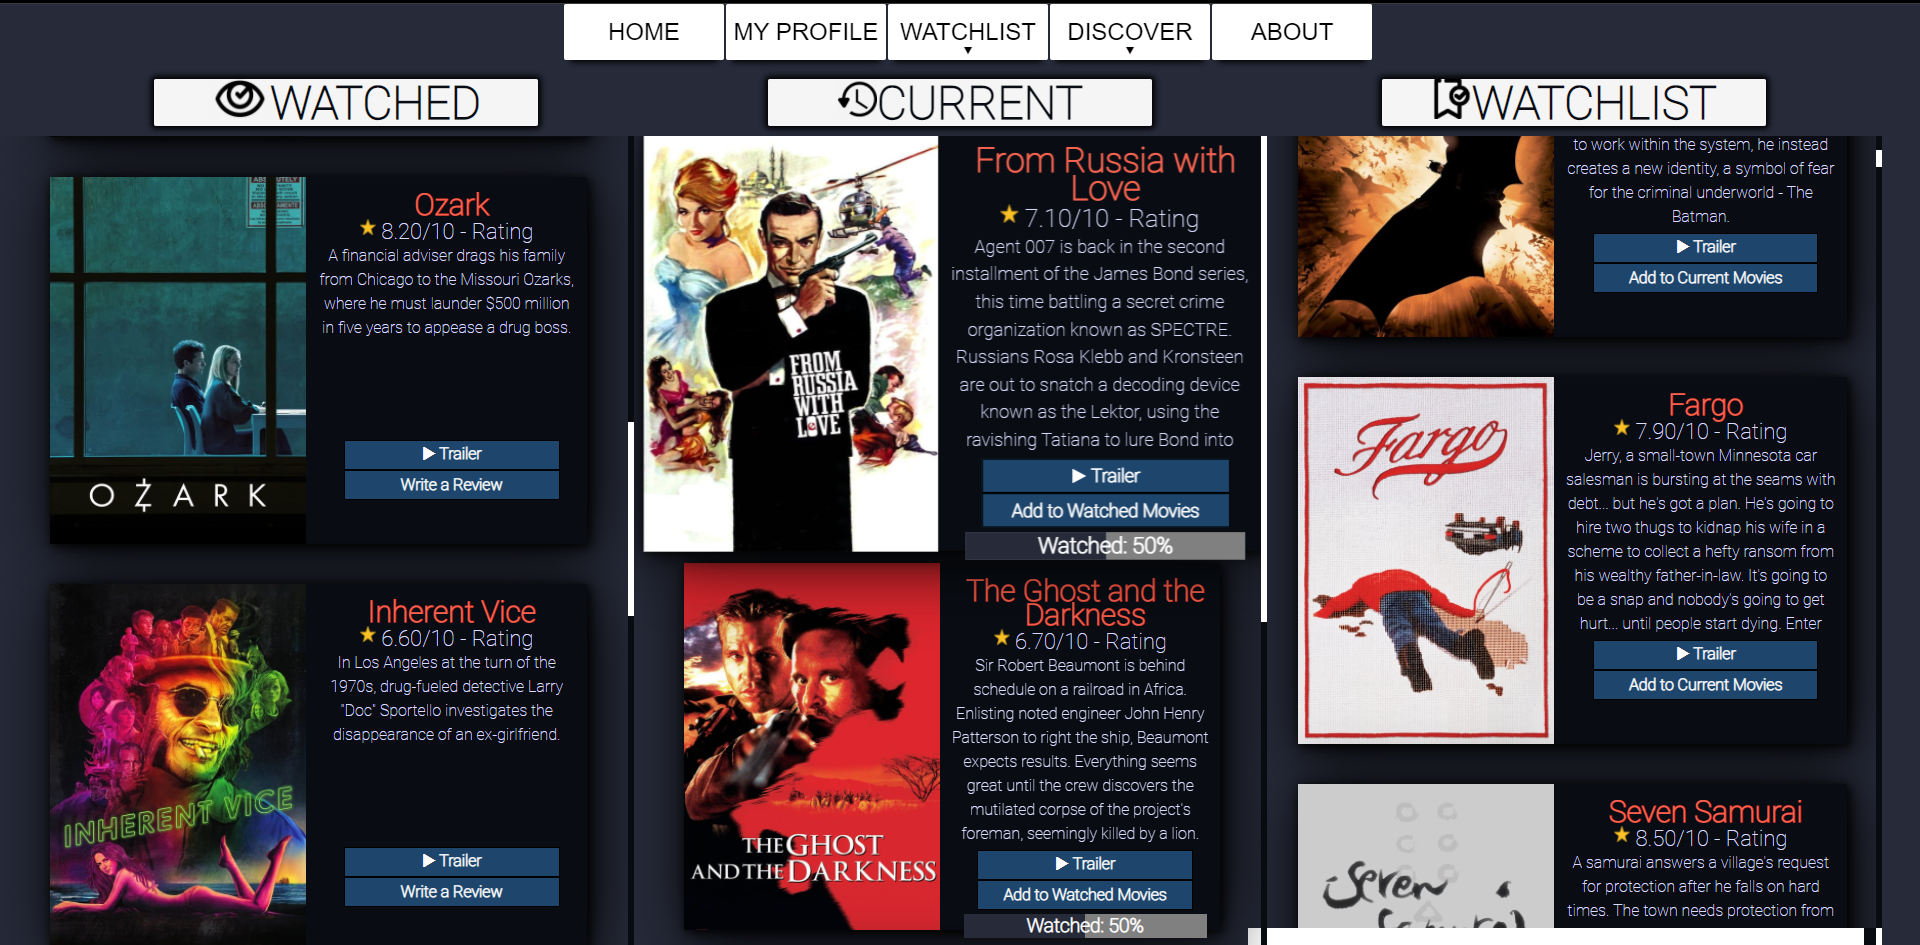 HOME
MY PROFILE
WATCHLIST
DISCOVER
ABOUT
WATCHED
CURRENT
WATCHLIST
Ozark
8.20/10 - Rating
A financial adviser drags his family
from Chicago to the Missouri Ozarks,
where he must launder $500 million
in five years to appease a drug boss.
▶ Trailer
Write a Review
OZARK
Inherent Vice
6.60/10 - Rating
In Los Angeles at the turn of the
1970s, drug-fueled detective Larry
"Doc" Sportello investigates the
disappearance of an ex-girlfriend.
▶ Trailer
Write a Review
INHERENT VICE
From Russia with
Love
7.10/10 - Rating
Agent 007 is back in the second
installment of the James Bond series,
this time battling a secret crime
organization known as SPECTRE.
Russians Rosa Klebb and Kronsteen
are out to snatch a decoding device
known as the Lektor, using the
ravishing Tatiana to lure Bond into
▶ Trailer
Add to Watched Movies
Watched: 50%
FROM
RUSSIA
WITH
LOVE
The Ghost and the
Darkness
6.70/10 - Rating
Sir Robert Beaumont is behind
schedule on a railroad in Africa.
Enlisting noted engineer John Henry
Patterson to right the ship, Beaumont
expects results. Everything seems
great until the crew discovers the
mutilated corpse of the project's
foreman, seemingly killed by a lion.
▶ Trailer
Add to Watched Movies
Watched: 50%
THE GHOST
AND THE DARKNESS
to work within the system, he instead
creates a new identity, a symbol of fear
for the criminal underworld - The
Batman.
▶ Trailer
Add to Current Movies
Fargo
7.90/10 - Rating
Jerry, a small-town Minnesota car
salesman is bursting at the seams with
debt... but he's got a plan. He's going to
hire two thugs to kidnap his wife in a
scheme to collect a hefty ransom from
his wealthy father-in-law. It's going to
be a snap and nobody's going to get
hurt... until people start dying. Enter
▶ Trailer
Add to Current Movies
Fargo
Seven Samurai
8.50/10 - Rating
A samurai answers a village's request
for protection after he falls on hard
times. The town needs protection from
Seven
Samurai